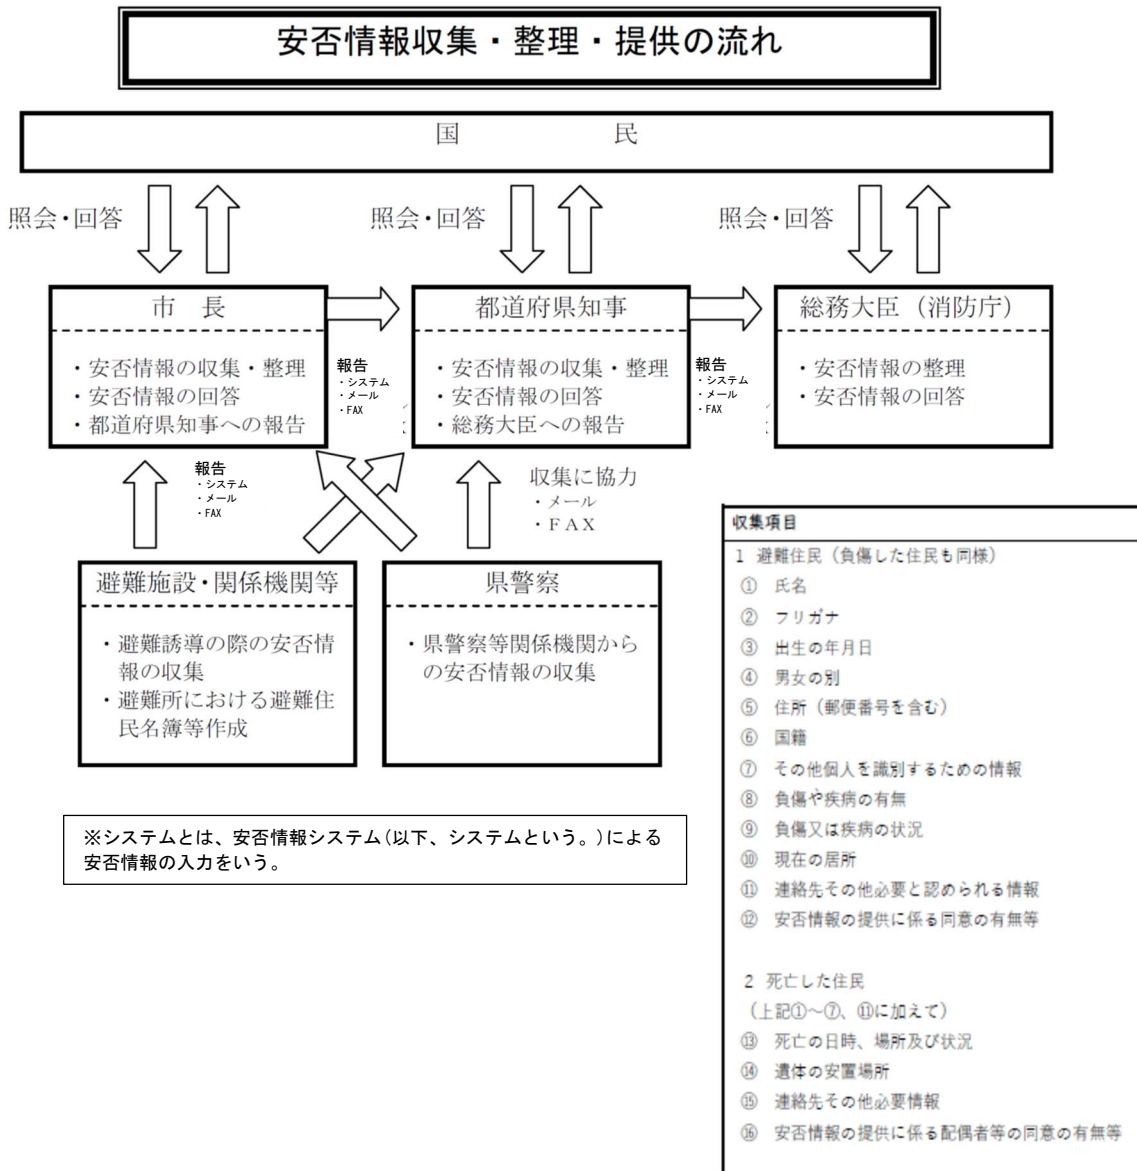 安否情報収集・整理・提供の流れ
国　民
照会・回答
照会・回答
照会・回答
市　長
・安否情報の収集・整理
・安否情報の回答
・都道府県知事への報告
報告
・システム
・メール
・FAX
都道府県知事
・安否情報の収集・整理
・安否情報の回答
・総務大臣への報告
報告
・システム
・メール
・FAX
総務大臣（消防庁）
・安否情報の整理
・安否情報の回答
報告
・システム
・メール
・FAX
収集に協力
・メール
・ＦＡＸ
避難施設・関係機関等
・避難誘導の際の安否情
報の収集
・避難所における避難住
民名簿等作成
県警察
・県警察等関係機関から
の安否情報の収集
※システムとは、安否情報システム(以下、システムという。)による
安否情報の入力をいう。
収集項目
1 避難住民（負傷した住民も同様）
① 氏名
② フリガナ
③ 出生の年月日
④ 男女の別
⑤ 住所（郵便番号を含む）
⑥ 国籍
⑦ その他個人を識別するための情報
⑧ 負傷や疾病の有無
⑨ 負傷又は疾病の状況
⑩ 現在の居所
⑪ 連絡先その他必要と認められる情報
⑫ 安否情報の提供に係る同意の有無等
2 死亡した住民
（上記①～⑦、⑪に加えて）
⑬ 死亡の日時、場所及び状況
⑭ 遺体の安置場所
⑮ 連絡先その他必要情報
⑯ 安否情報の提供に係る配偶者等の同意の有無等